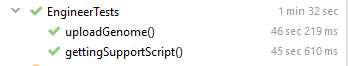 EngineerTests 1 min 32 sec
uploadGenome() 46 sec 219 ms
gettingSupportScript() 45 sec 610 ms